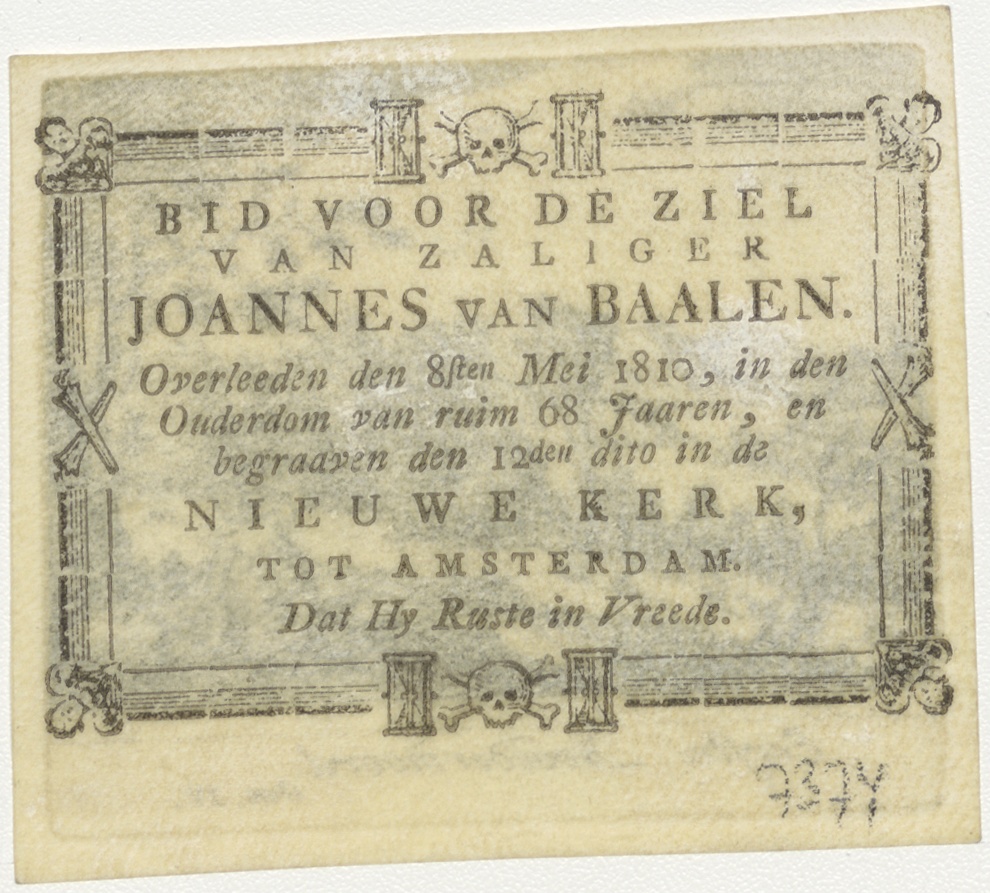 BID VOOR DE ZIEL
VAN ZALIGER
JOANNES VAN BAALEN.
Overleeden den 8ſten Mei 1810, in den
Ouderdom van ruim 68 Jaaren, en
begraaven den 12den dito in de
NIEUWE KERK,
TOT AMSTERDAM.
Dat Hy Ruste in Vreede.